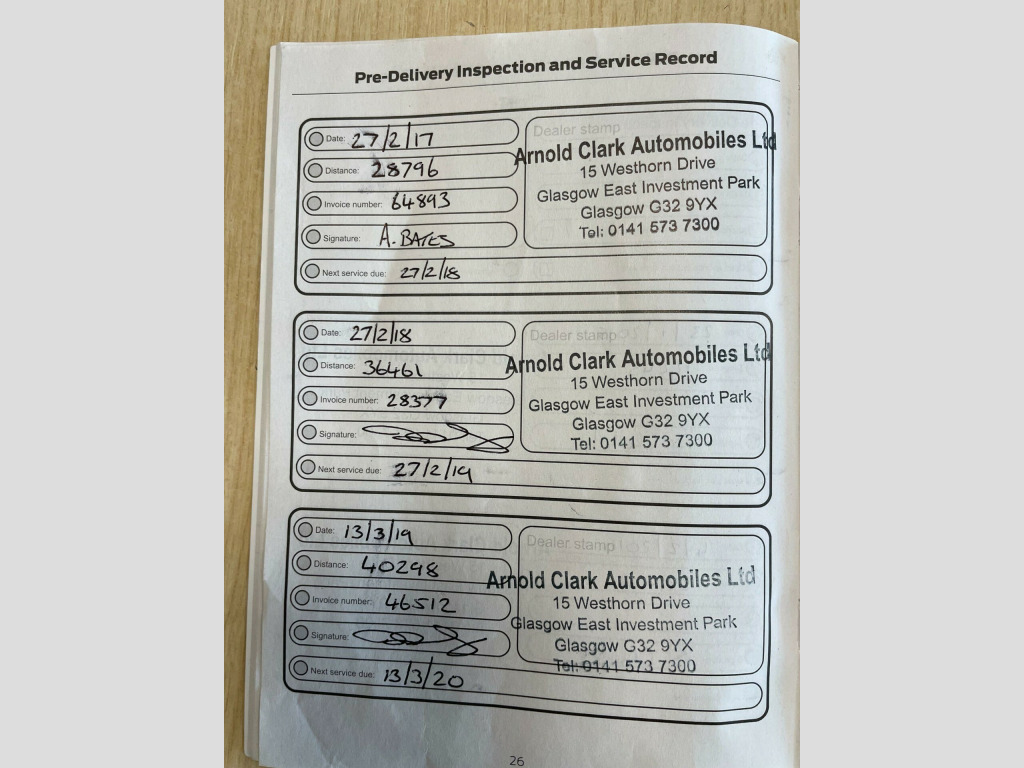 Pre-Delivery Inspection and Service Record
Date: 27/2/17
Distance: 28796
Invoice number: 64893
Signature: A. BATES
Next service due: 27/2/18
Dealer stamp
Arnold Clark Automobiles Ltd
15 Westhorn Drive
Glasgow East Investment Park
Glasgow G32 9YX
Tel: 0141 573 7300
Date: 27/2/18
Distance: 36461
Invoice number: 28377
Signature:
Next service due: 27/2/19
Dealer stamp
Arnold Clark Automobiles Ltd
15 Westhorn Drive
Glasgow East Investment Park
Glasgow G32 9YX
Tel: 0141 573 7300
Date: 13/3/19
Distance: 40298
Invoice number: 46512
Signature:
Next service due: 13/3/20
Dealer stamp
Arnold Clark Automobiles Ltd
15 Westhorn Drive
Glasgow East Investment Park
Glasgow G32 9YX
Tel: 0141 573 7300
26